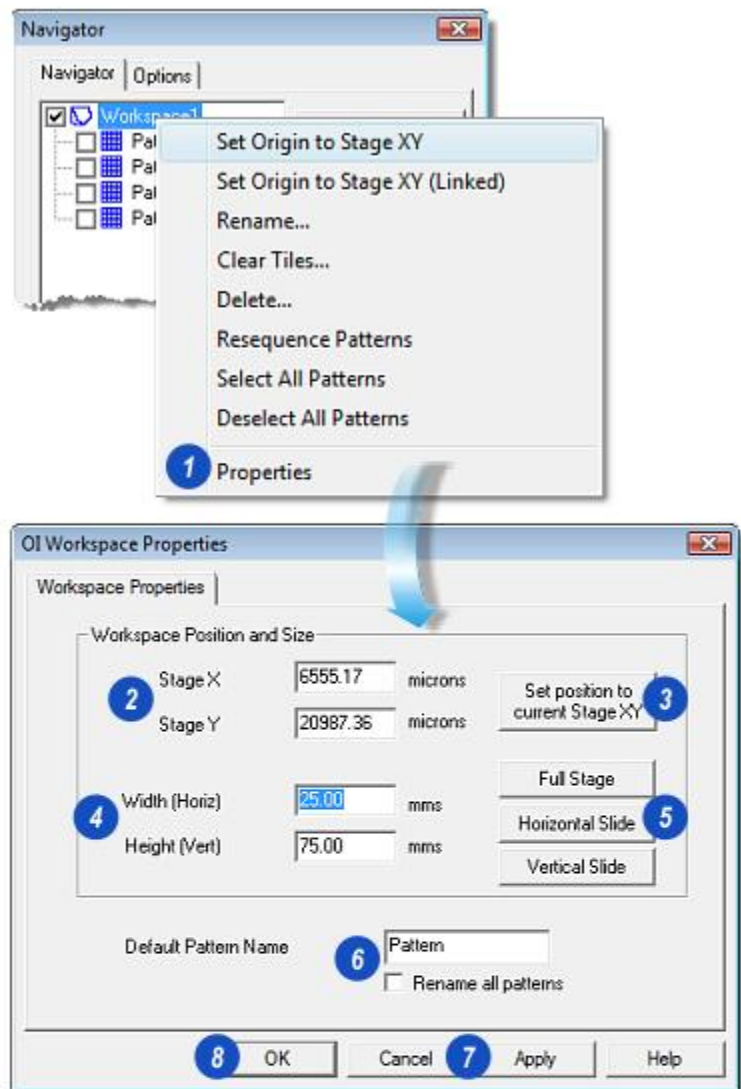 Navigator
Navigator Options
Workspace1
Pat
Pat
Pat
Pat
Set Origin to Stage XY
Set Origin to Stage XY (Linked)
Rename...
Clear Tiles...
Delete...
Resequence Patterns
Select All Patterns
Deselect All Patterns
1 Properties
OI Workspace Properties
Workspace Properties
Workspace Position and Size
2
Stage X 6555.17 microns
Stage Y 20987.36 microns
Set position to
current Stage XY 3
4
Width (Horiz) 25.00 mms
Height (Vert) 75.00 mms
Full Stage
Horizontal Slide 5
Vertical Slide
Default Pattern Name 6 Pattern
Rename all patterns
8 OK Cancel 7 Apply Help